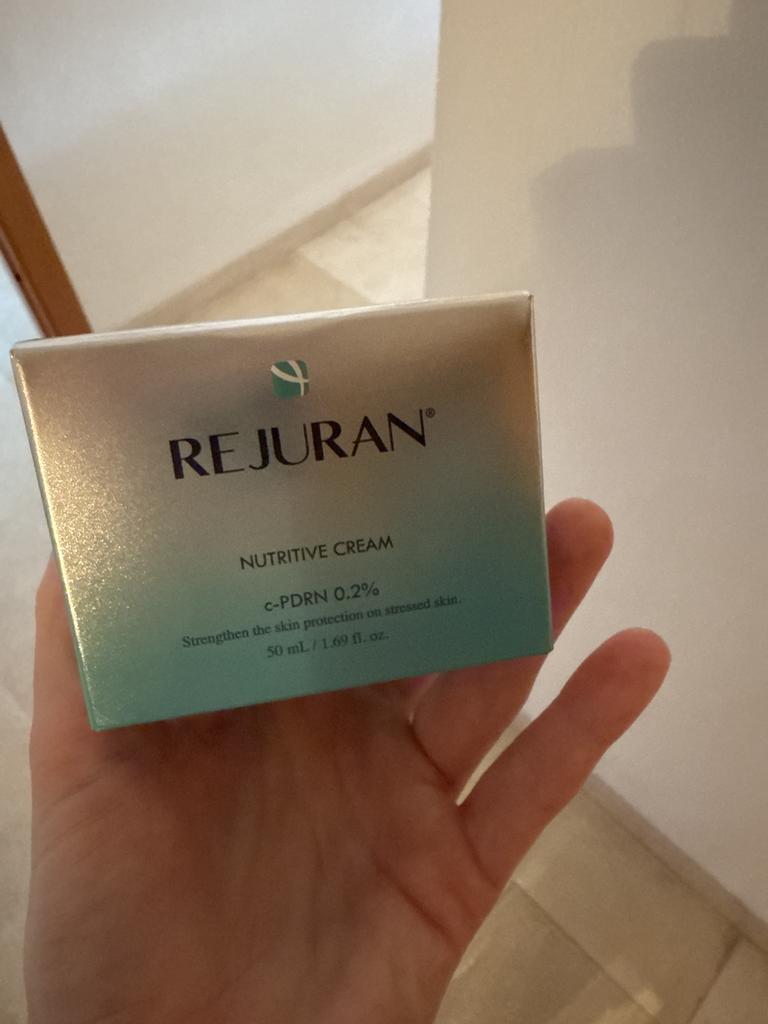 REJURAN®
NUTRITIVE CREAM
c-PDRN 0.2%
Strengthen the skin protection on stressed skin.
50 mL / 1.69 fl. oz.